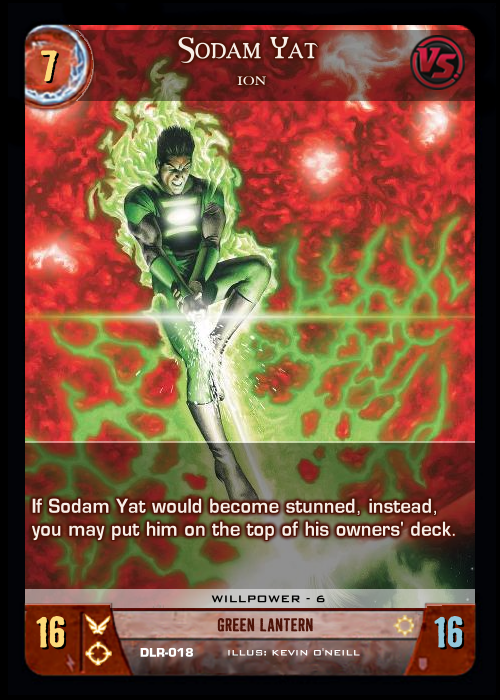 7
SODAM YAT
VS
ION
If Sodam Yat would become stunned, instead,
you may put him on the top of his owners' deck.
WILLPOWER - 6
16
GREEN LANTERN
16
DLR-018
ILLUS: KEVIN O'NEILL